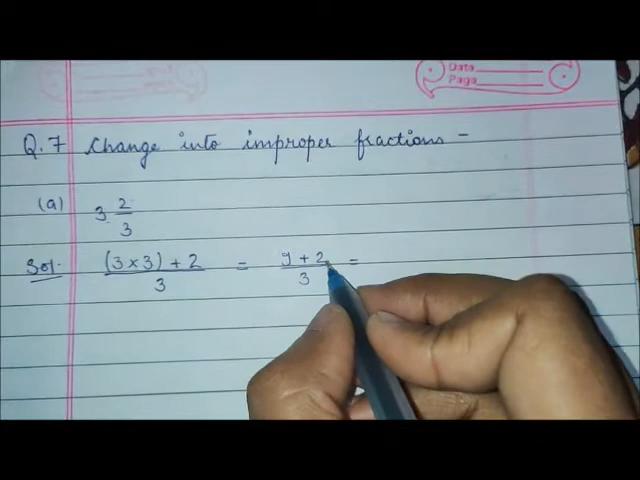 Date
Page
Q.7 Change into improper fractions -
(a) 3 2/3
Sol. (3×3) + 2 / 3 = 9 + 2 / 3 =